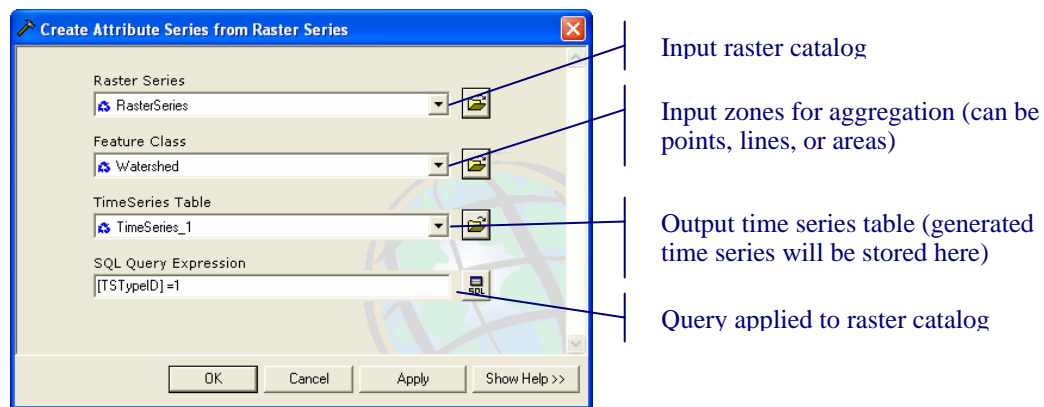 Create Attribute Series from Raster Series
Raster Series
RasterSeries
Feature Class
Watershed
TimeSeries Table
TimeSeries_1
SQL Query Expression
[TSTypeID] =1
SQL
OK
Cancel
Apply
Show Help >>
Input raster catalog
Input zones for aggregation (can be
points, lines, or areas)
Output time series table (generated
time series will be stored here)
Query applied to raster catalog